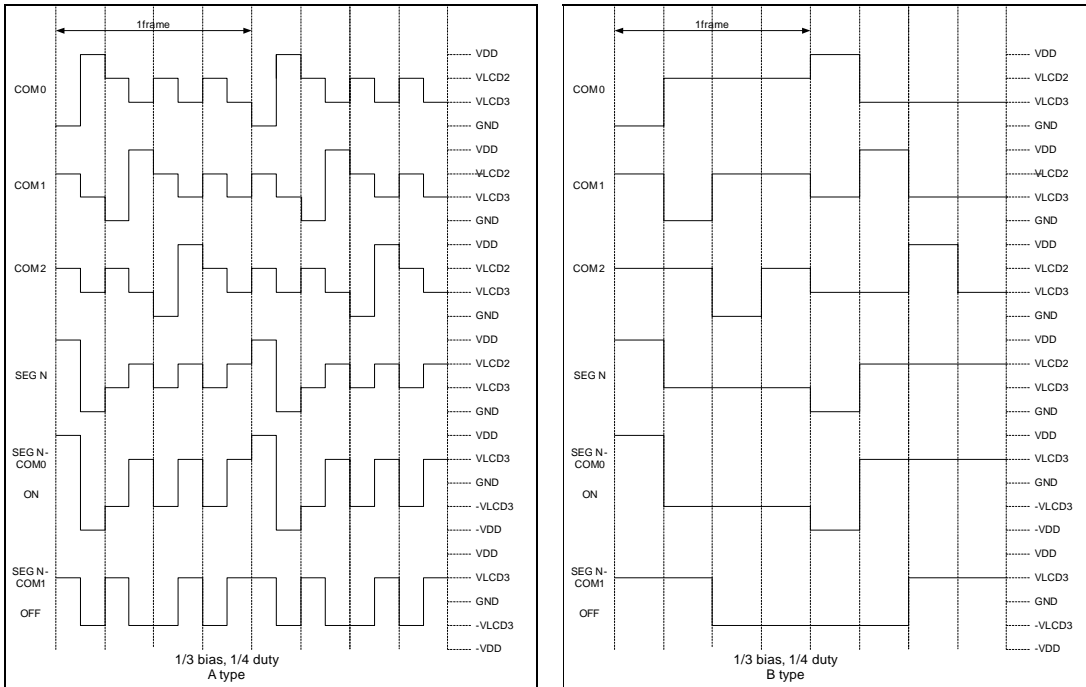 1frame
COM0
VDD
VLCD2
VLCD3
GND
COM1
VDD
VLCD2
VLCD3
GND
COM2
VDD
VLCD2
VLCD3
GND
SEG N
VDD
VLCD2
VLCD3
GND
SEG N-
COM0
ON
VDD
VLCD3
GND
-VLCD3
-VDD
SEG N-
COM1
OFF
VDD
VLCD3
GND
-VLCD3
-VDD
1/3 bias, 1/4 duty
A type
1frame
COM0
VDD
VLCD2
VLCD3
GND
COM1
VDD
VLCD2
VLCD3
GND
COM2
VDD
VLCD2
VLCD3
GND
SEG N
VDD
VLCD2
VLCD3
GND
SEG N-
COM0
ON
VDD
VLCD3
GND
-VLCD3
-VDD
SEG N-
COM1
OFF
VDD
VLCD3
GND
-VLCD3
-VDD
1/3 bias, 1/4 duty
B type